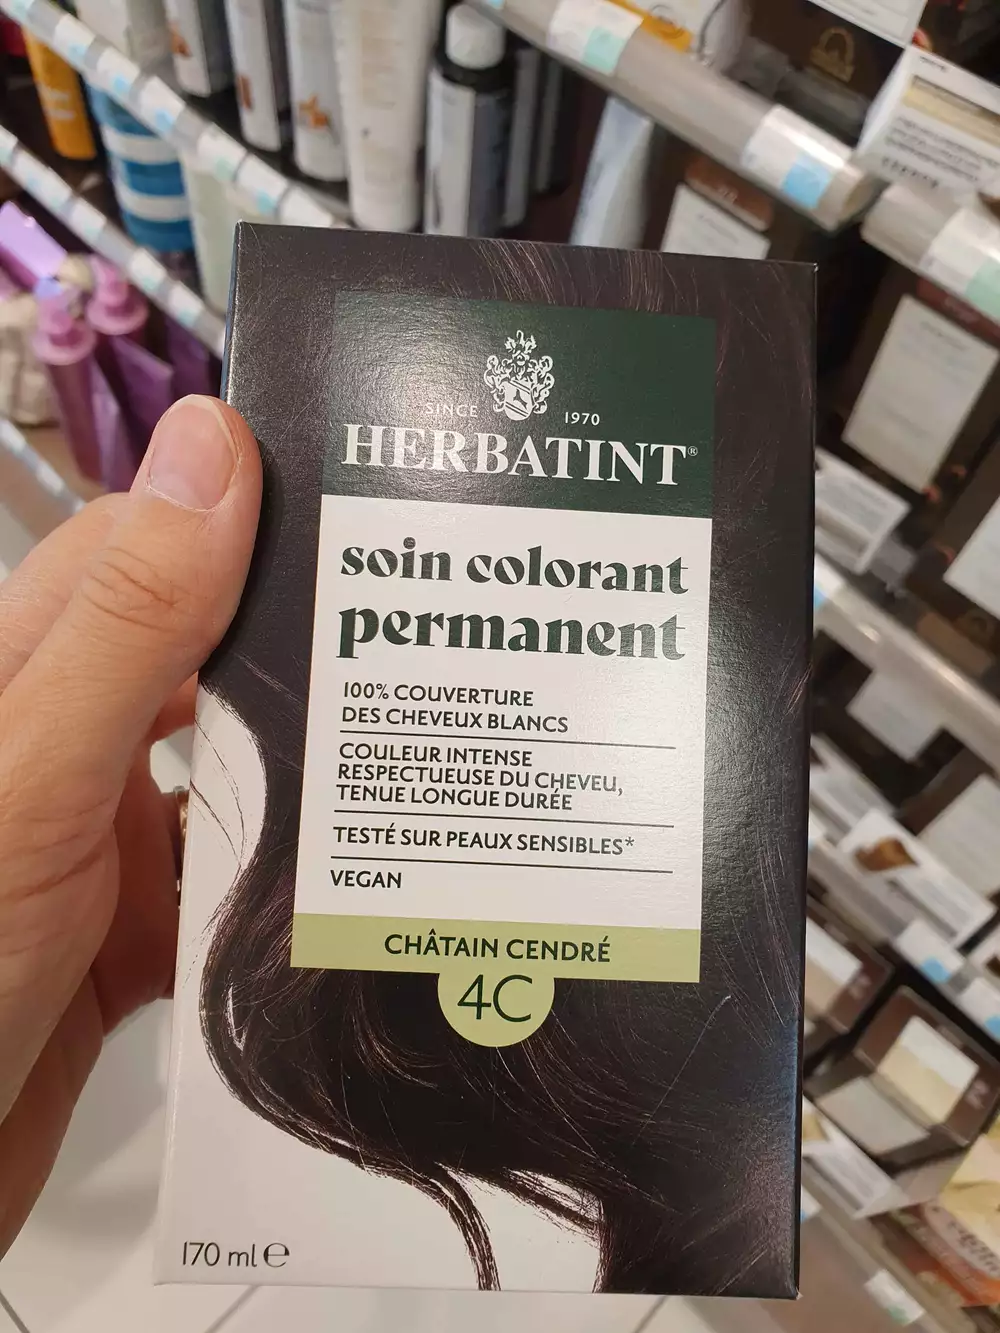 SINCE 1970
HERBATINT®
soin colorant
permanent
100% COUVERTURE
DES CHEVEUX BLANCS
COULEUR INTENSE
RESPECTUEUSE DU CHEVEU,
TENUE LONGUE DURÉE
TESTÉ SUR PEAUX SENSIBLES*
VEGAN
CHÂTAIN CENDRÉ
4C
170 ml ℮